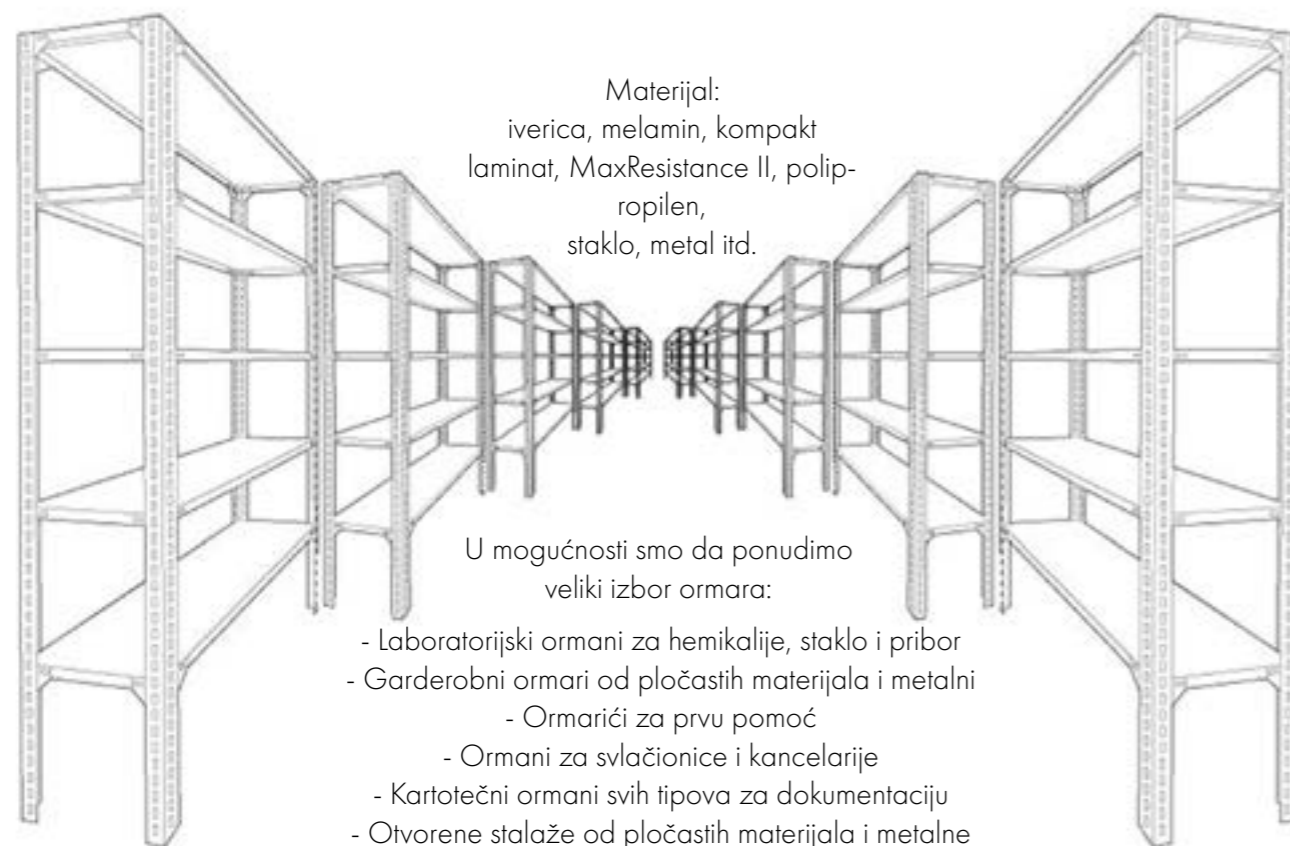 Materijal:
iverica, melamin, kompakt
laminat, MaxResistance II, polip-
ropilen,
staklo, metal itd.
U mogućnosti smo da ponudimo
veliki izbor ormara:
- Laboratorijski ormani za hemikalije, staklo i pribor
- Garderobni ormari od pločastih materijala i metalni
- Ormarići za prvu pomoć
- Ormani za svlačionice i kancelarije
- Kartotečni ormani svih tipova za dokumentaciju
- Otvorene stalaže od pločastih materijala i metalne